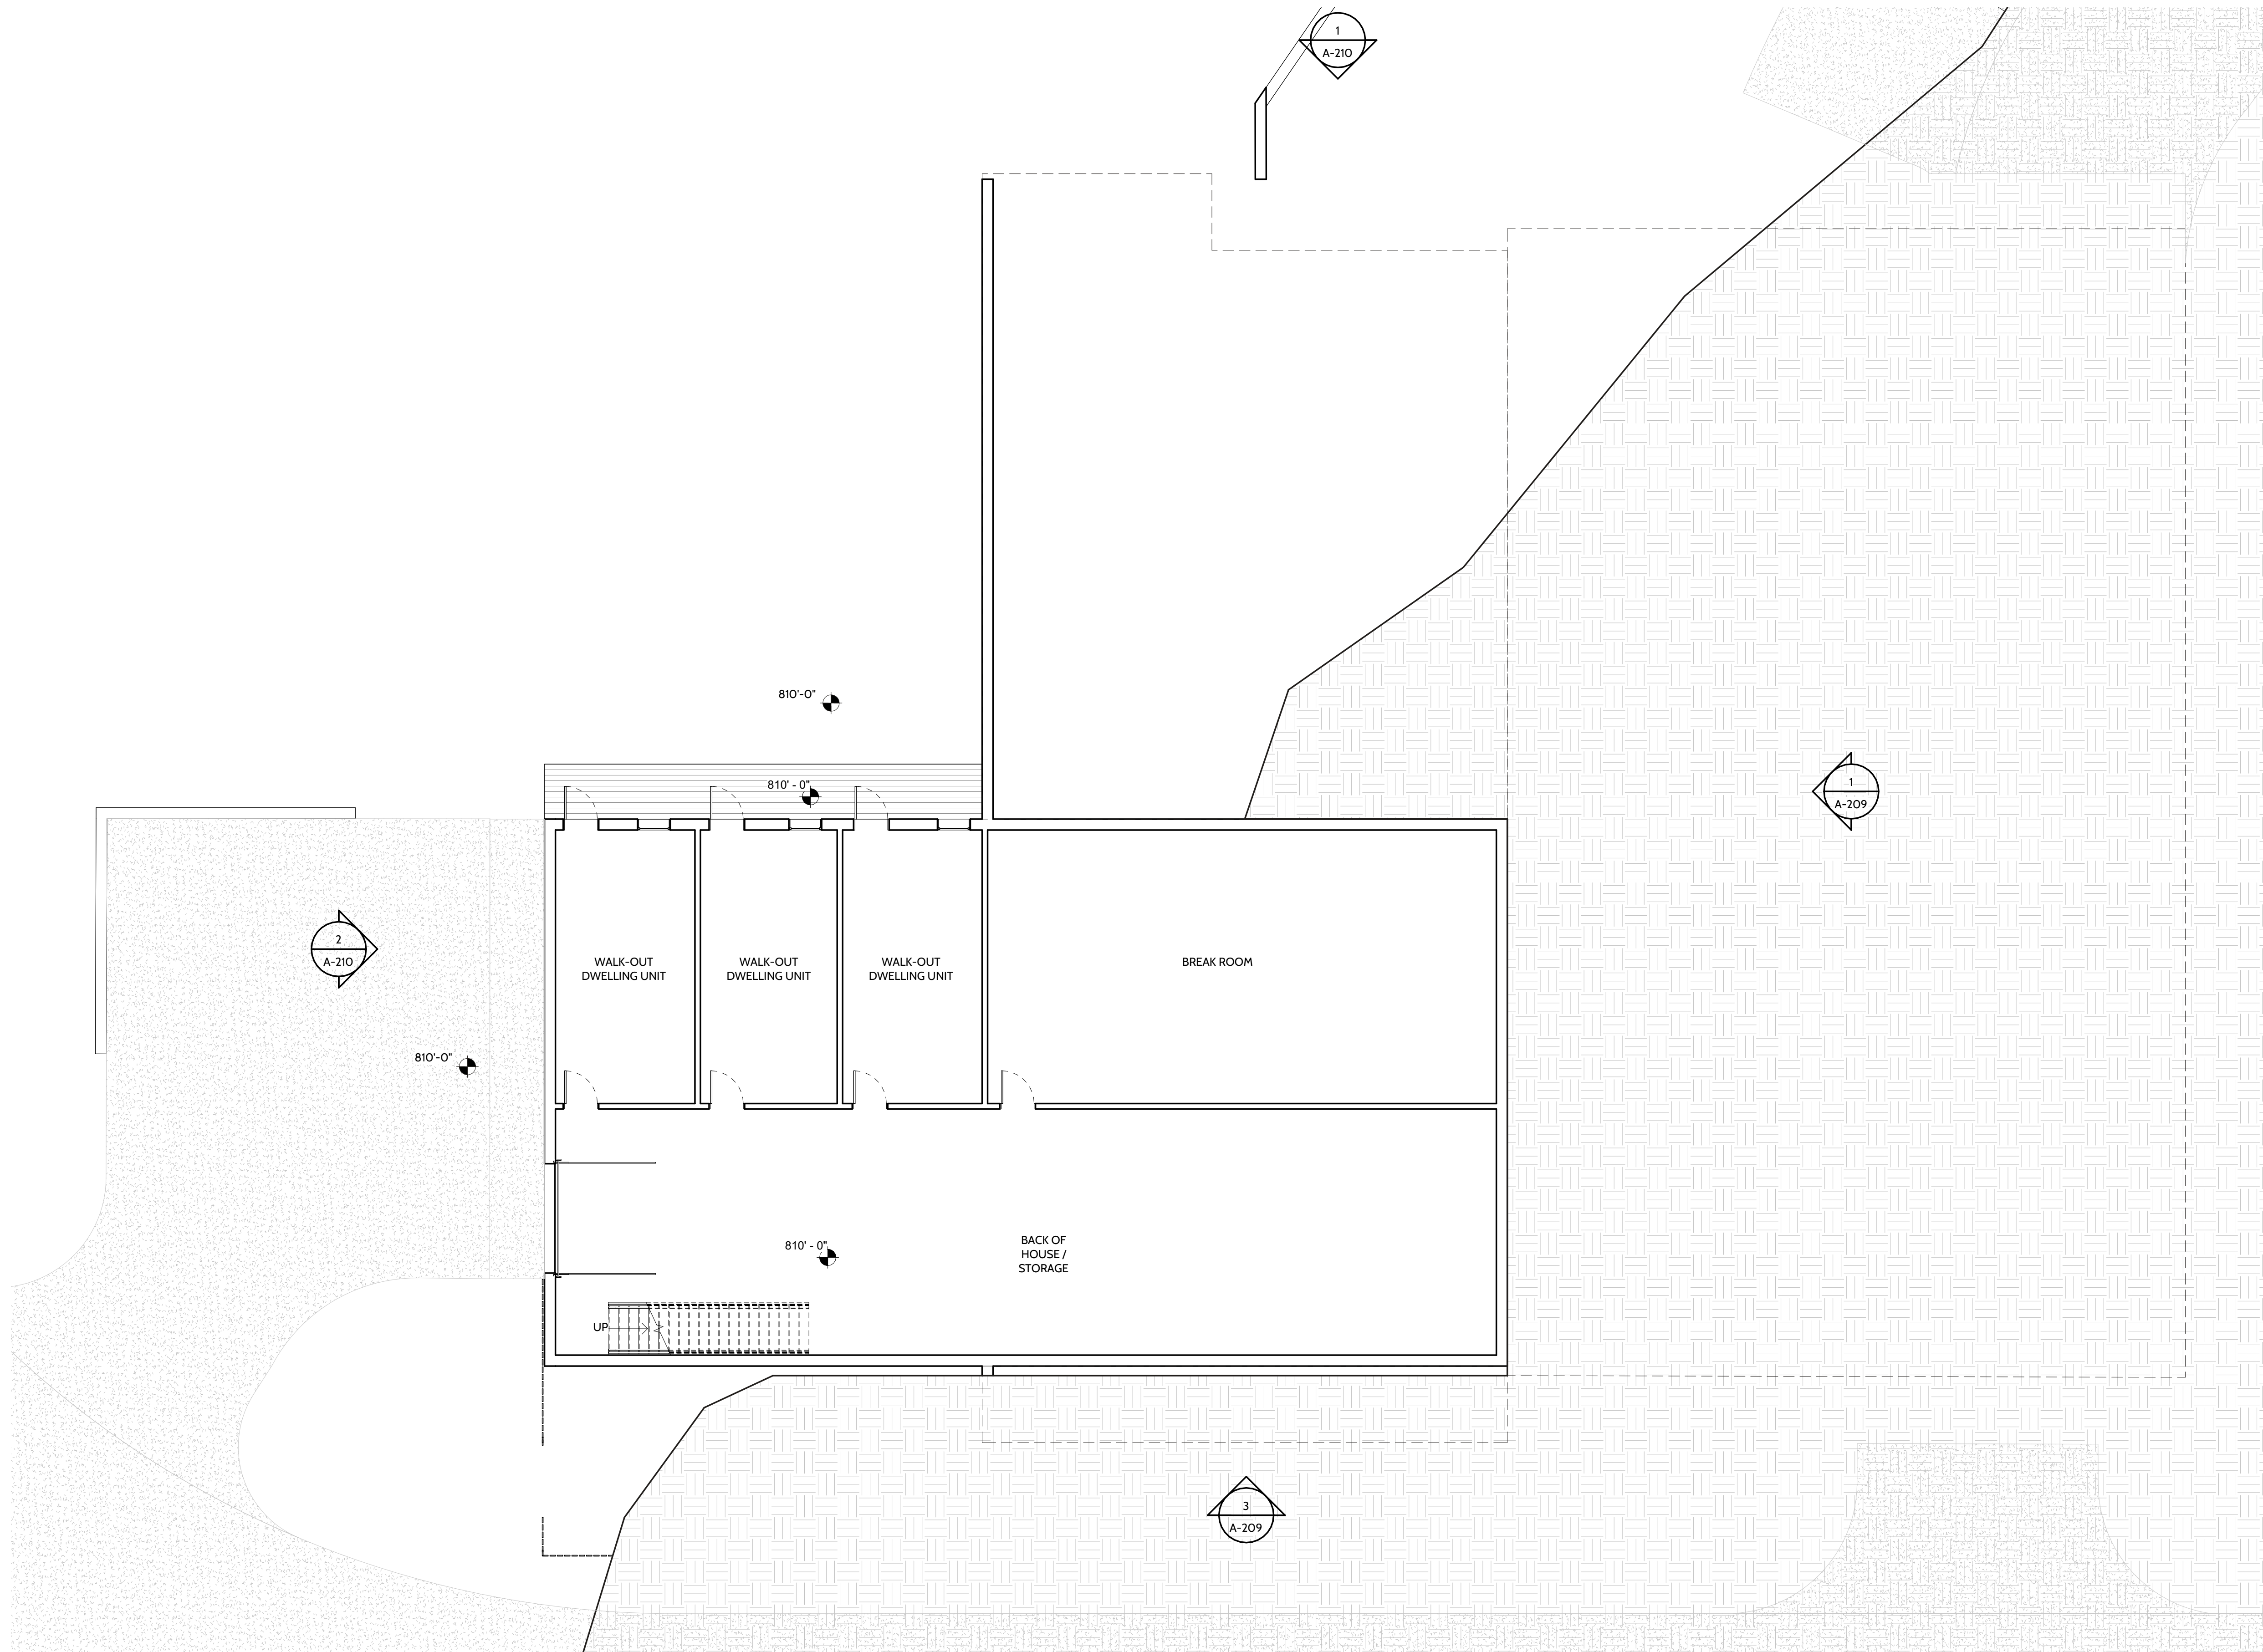 1
A-210
810'-0"
810' - 0"
1
A-209
2
A-210
WALK-OUT
DWELLING UNIT
WALK-OUT
DWELLING UNIT
WALK-OUT
DWELLING UNIT
BREAK ROOM
810'-0"
810' - 0"
BACK OF
HOUSE /
STORAGE
UP
3
A-209